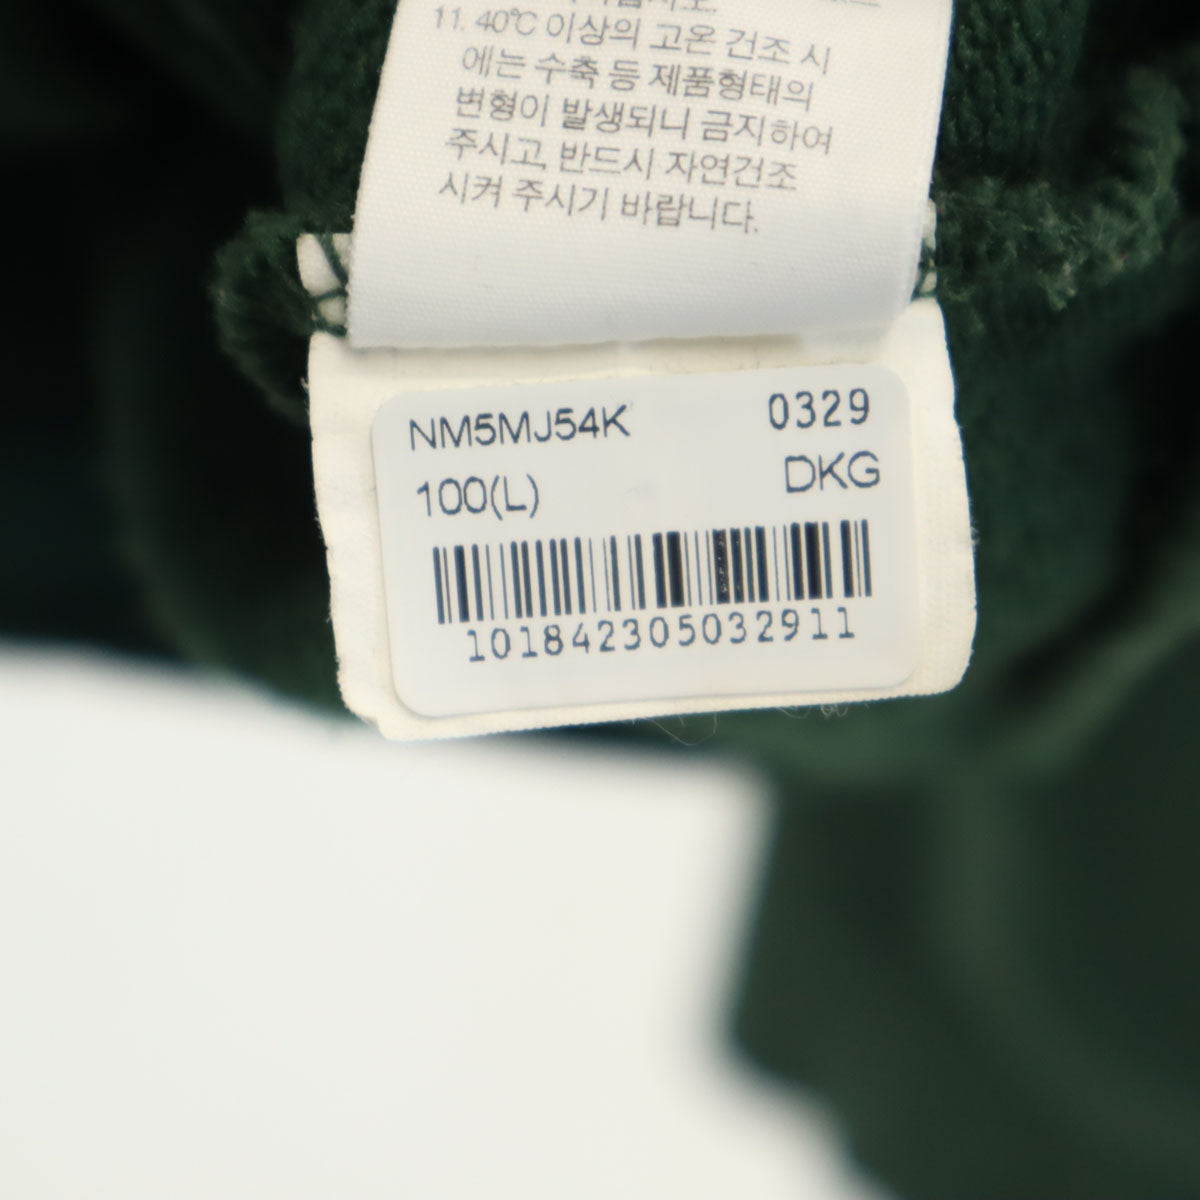 11. 40℃ 이상의 고온 건조 시
에는 수축 등 제품형태의
변형이 발생되니 금지하여
주시고, 반드시 자연건조
시켜 주시기 바랍니다.
NM5MJ54K 0329
100(L) DKG
101842305032911